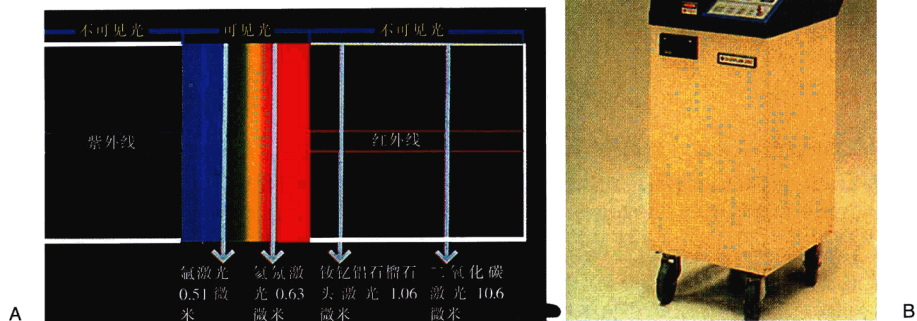 不可见光
可见光
不可见光
紫外线
红外线
氩激光
0.51 微
米
氦氖激
光 0.63
微米
钕钇铝石榴石
头激光 1.06
微米
二氧化碳
激光 10.6
微米
A
B